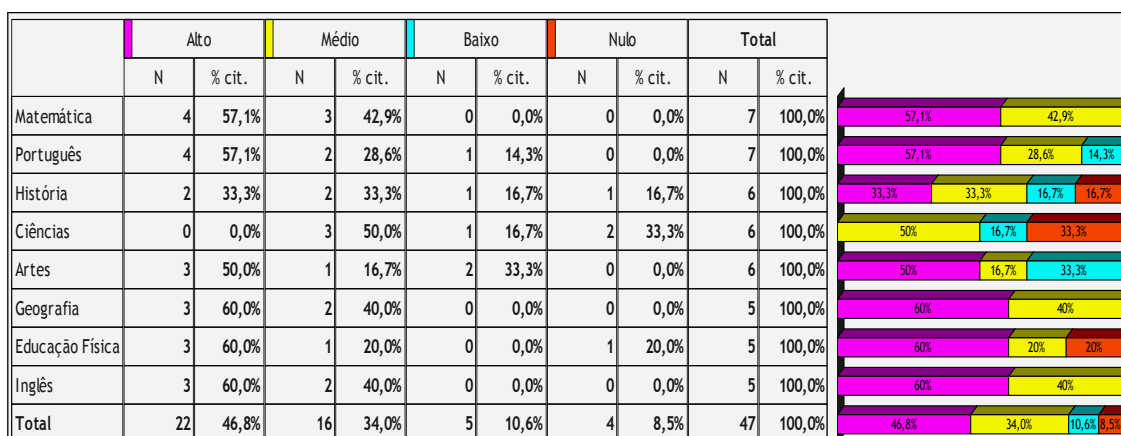 Alto Médio Baixo Nulo Total
N % cit. N % cit. N % cit. N % cit. N % cit.
Matemática 4 57,1% 3 42,9% 0 0,0% 0 0,0% 7 100,0% 57,1% 42,9%
Português 4 57,1% 2 28,6% 1 14,3% 0 0,0% 7 100,0% 57,1% 28,6% 14,3%
História 2 33,3% 2 33,3% 1 16,7% 1 16,7% 6 100,0% 33,3% 33,3% 16,7% 16,7%
Ciências 0 0,0% 3 50,0% 1 16,7% 2 33,3% 6 100,0% 50% 16,7% 33,3%
Artes 3 50,0% 1 16,7% 2 33,3% 0 0,0% 6 100,0% 50% 16,7% 33,3%
Geografia 3 60,0% 2 40,0% 0 0,0% 0 0,0% 5 100,0% 60% 40%
Educação Física 3 60,0% 1 20,0% 0 0,0% 1 20,0% 5 100,0% 60% 20% 20%
Inglês 3 60,0% 2 40,0% 0 0,0% 0 0,0% 5 100,0% 60% 40%
Total 22 46,8% 16 34,0% 5 10,6% 4 8,5% 47 100,0% 46,8% 34,0% 10,6% 8,5%